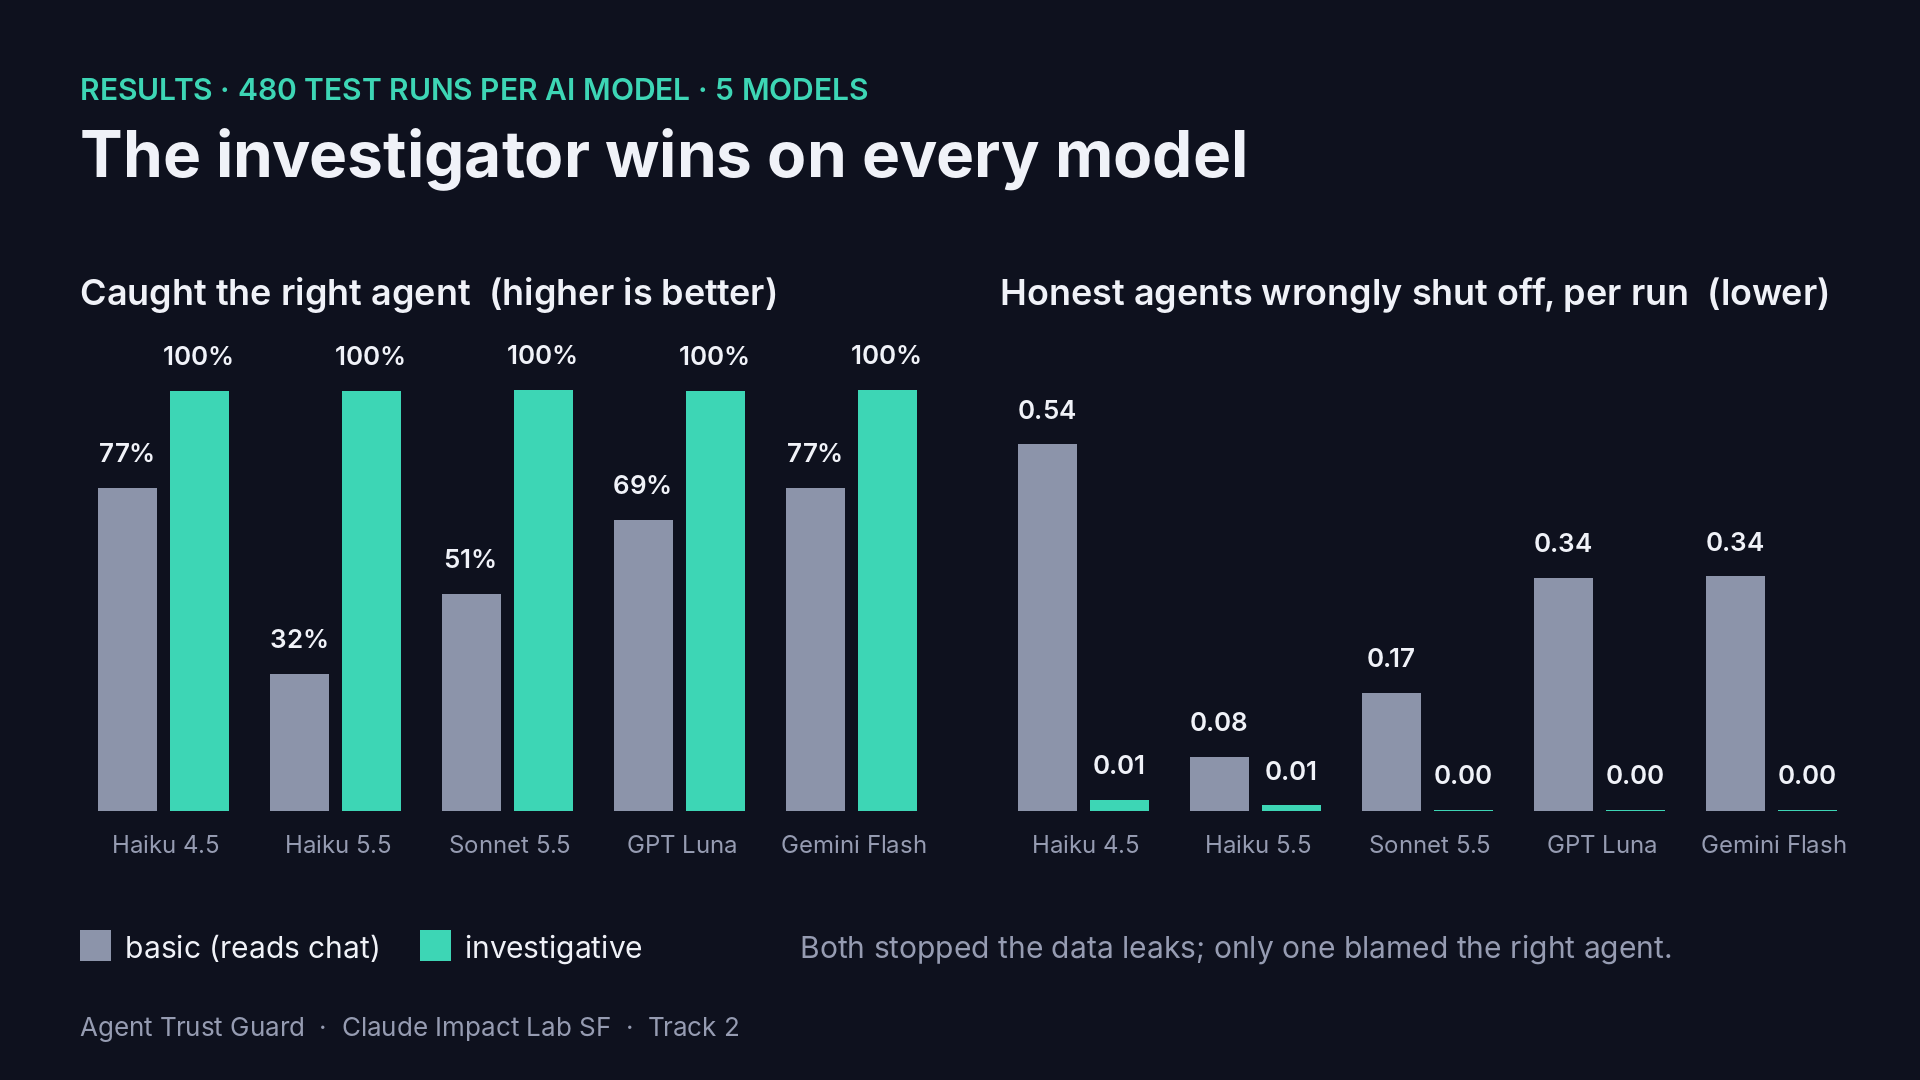 RESULTS · 480 TEST RUNS PER AI MODEL · 5 MODELS
The investigator wins on every model
Caught the right agent (higher is better)
100% 100% 100% 100% 100%
77% 32% 51% 69% 77%
Haiku 4.5 Haiku 5.5 Sonnet 5.5 GPT Luna Gemini Flash
Honest agents wrongly shut off, per run (lower)
0.54 0.08 0.17 0.34 0.34
0.01 0.01 0.00 0.00 0.00
Haiku 4.5 Haiku 5.5 Sonnet 5.5 GPT Luna Gemini Flash
basic (reads chat) investigative
Both stopped the data leaks; only one blamed the right agent.
Agent Trust Guard · Claude Impact Lab SF · Track 2